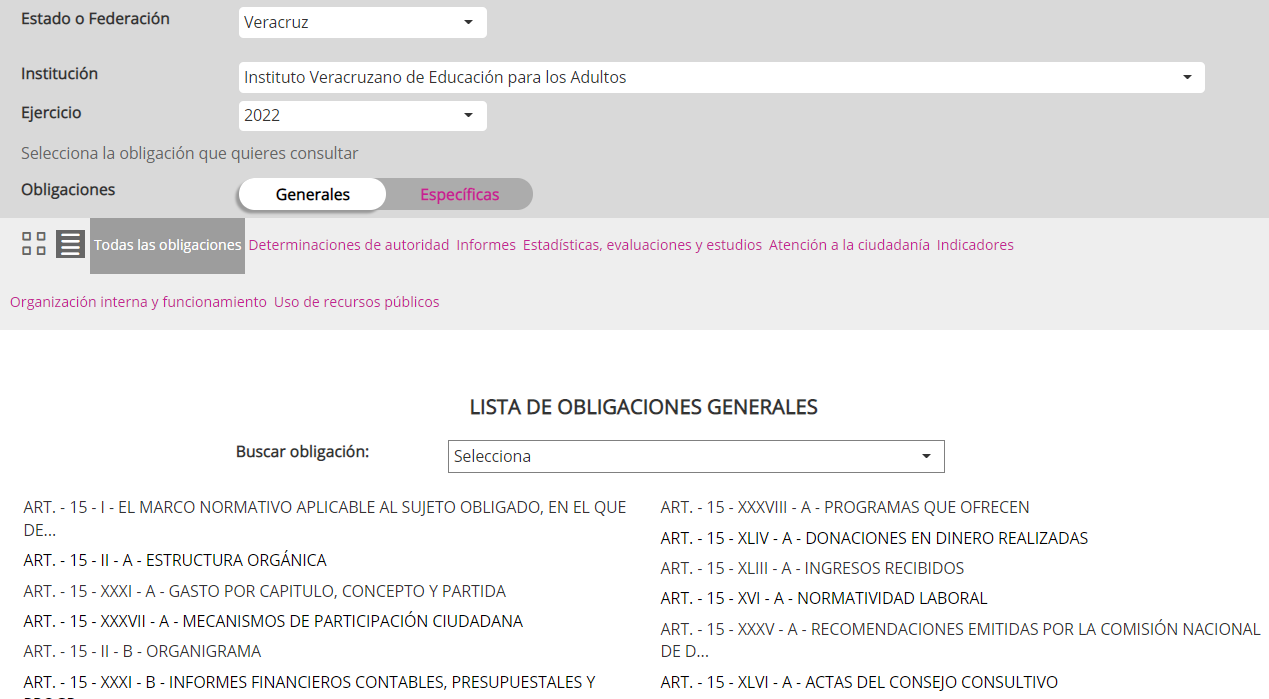 Estado o Federación
Veracruz
Institución
Instituto Veracruzano de Educación para los Adultos
Ejercicio
2022
Selecciona la obligación que quieres consultar
Obligaciones
Generales
Específicas
Todas las obligaciones Determinaciones de autoridad Informes Estadísticas, evaluaciones y estudios Atención a la ciudadanía Indicadores
Organización interna y funcionamiento Uso de recursos públicos
LISTA DE OBLIGACIONES GENERALES
Buscar obligación:
Selecciona
ART. - 15 - I - EL MARCO NORMATIVO APLICABLE AL SUJETO OBLIGADO, EN EL QUE
DE...
ART. - 15 - II - A - ESTRUCTURA ORGÁNICA
ART. - 15 - XXXI - A - GASTO POR CAPITULO, CONCEPTO Y PARTIDA
ART. - 15 - XXXVII - A - MECANISMOS DE PARTICIPACIÓN CIUDADANA
ART. - 15 - II - B - ORGANIGRAMA
ART. - 15 - XXXI - B - INFORMES FINANCIEROS CONTABLES, PRESUPUESTALES Y
ART. - 15 - XXXVIII - A - PROGRAMAS QUE OFRECEN
ART. - 15 - XLIV - A - DONACIONES EN DINERO REALIZADAS
ART. - 15 - XLIII - A - INGRESOS RECIBIDOS
ART. - 15 - XVI - A - NORMATIVIDAD LABORAL
ART. - 15 - XXXV - A - RECOMENDACIONES EMITIDAS POR LA COMISIÓN NACIONAL
DE D...
ART. - 15 - XLVI - A - ACTAS DEL CONSEJO CONSULTIVO